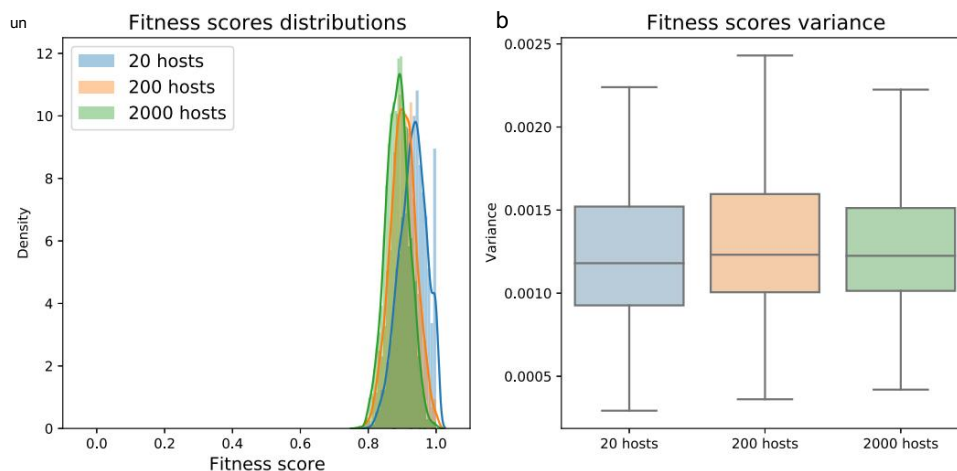 un
Fitness scores distributions
12
10
8
6
4
2
0
Density
20 hosts
200 hosts
2000 hosts
0.0 0.2 0.4 0.6 0.8 1.0
Fitness score
b
Fitness scores variance
0.0025
0.0020
0.0015
0.0010
0.0005
Variance
20 hosts 200 hosts 2000 hosts